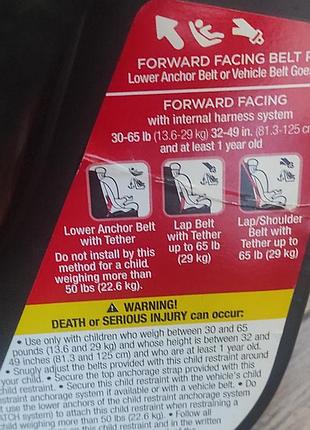 FORWARD FACING BELT
Lower Anchor Belt or Vehicle Belt Goes
FORWARD FACING
with internal harness system
30-65 lb (13.6-29 kg) 32-49 in. (81.3-125 cm
and at least 1 year old
Lower Anchor Belt
with Tether
Do not install by this
method for a child
weighing more than
50 lbs (22.6 kg).
Lap Belt
with Tether
up to 65 lb
(29 kg)
Lap/Shoulder
Belt with
Tether up to
65 lb (29 kg)
WARNING!
DEATH or SERIOUS INJURY can occur:
• Use only with children who weigh between 30 and 65
pounds (13.6 and 29 kg) and whose height is between 32 and
49 inches (81.3 and 125 cm) and who are at least 1 year old.
• Snugly adjust the belts provided with this child restraint around
your child. • Secure the top anchorage strap provided with this
child restraint. • Secure this child restraint with the vehicle's child
restraint anchorage system if available or with a vehicle belt. • Do
not use the lower anchors of the child restraint anchorage system
(LATCH system) to attach this child restraint when restraining a
child weighing more than 50 lbs (22.6 kg). • Follow all
instructions on this child restraint and in the written